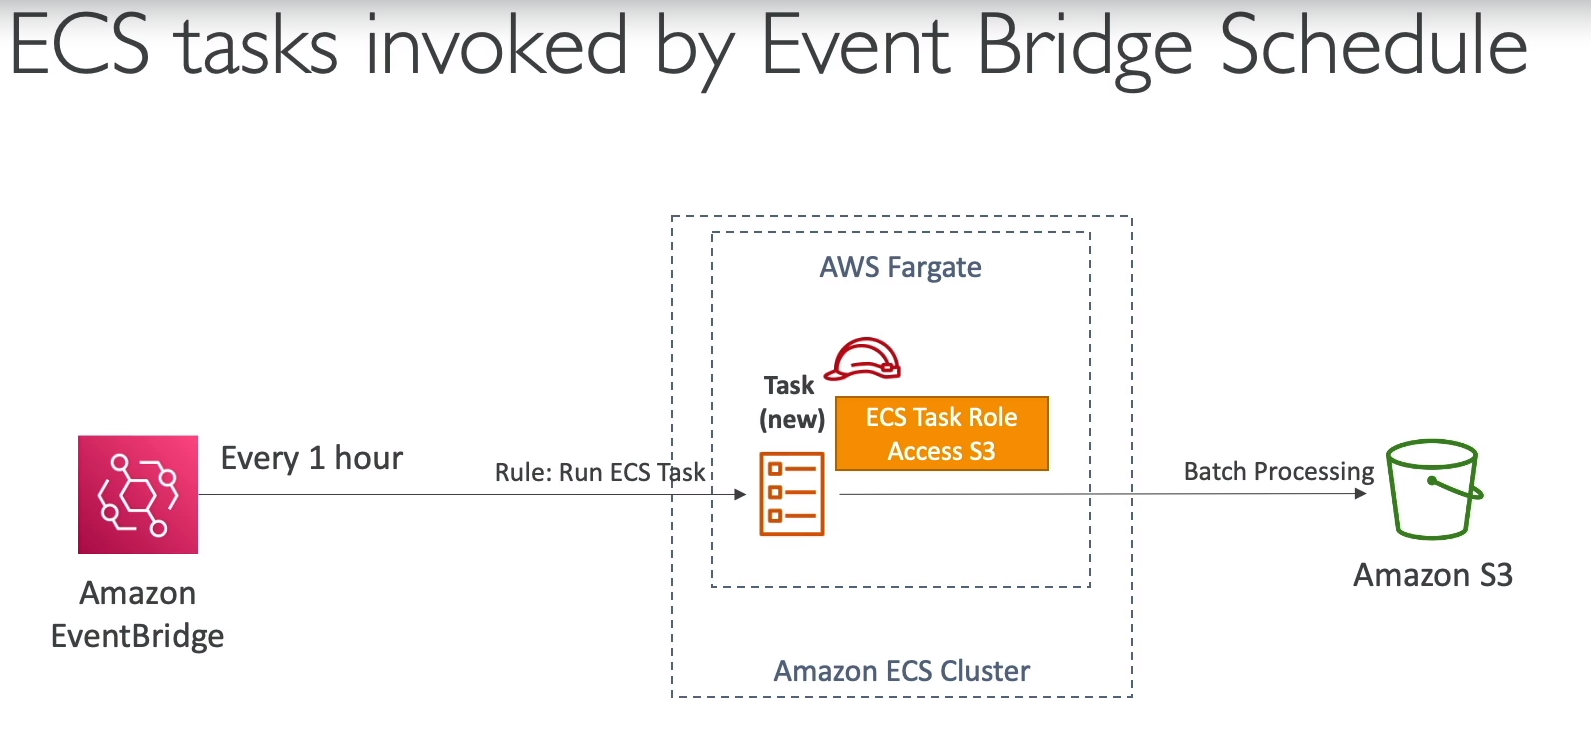 ECS tasks invoked by Event Bridge Schedule
AWS Fargate
Task
(new)
ECS Task Role
Access S3
Every 1 hour
Rule: Run ECS Task
Batch Processing
Amazon
EventBridge
Amazon S3
Amazon ECS Cluster